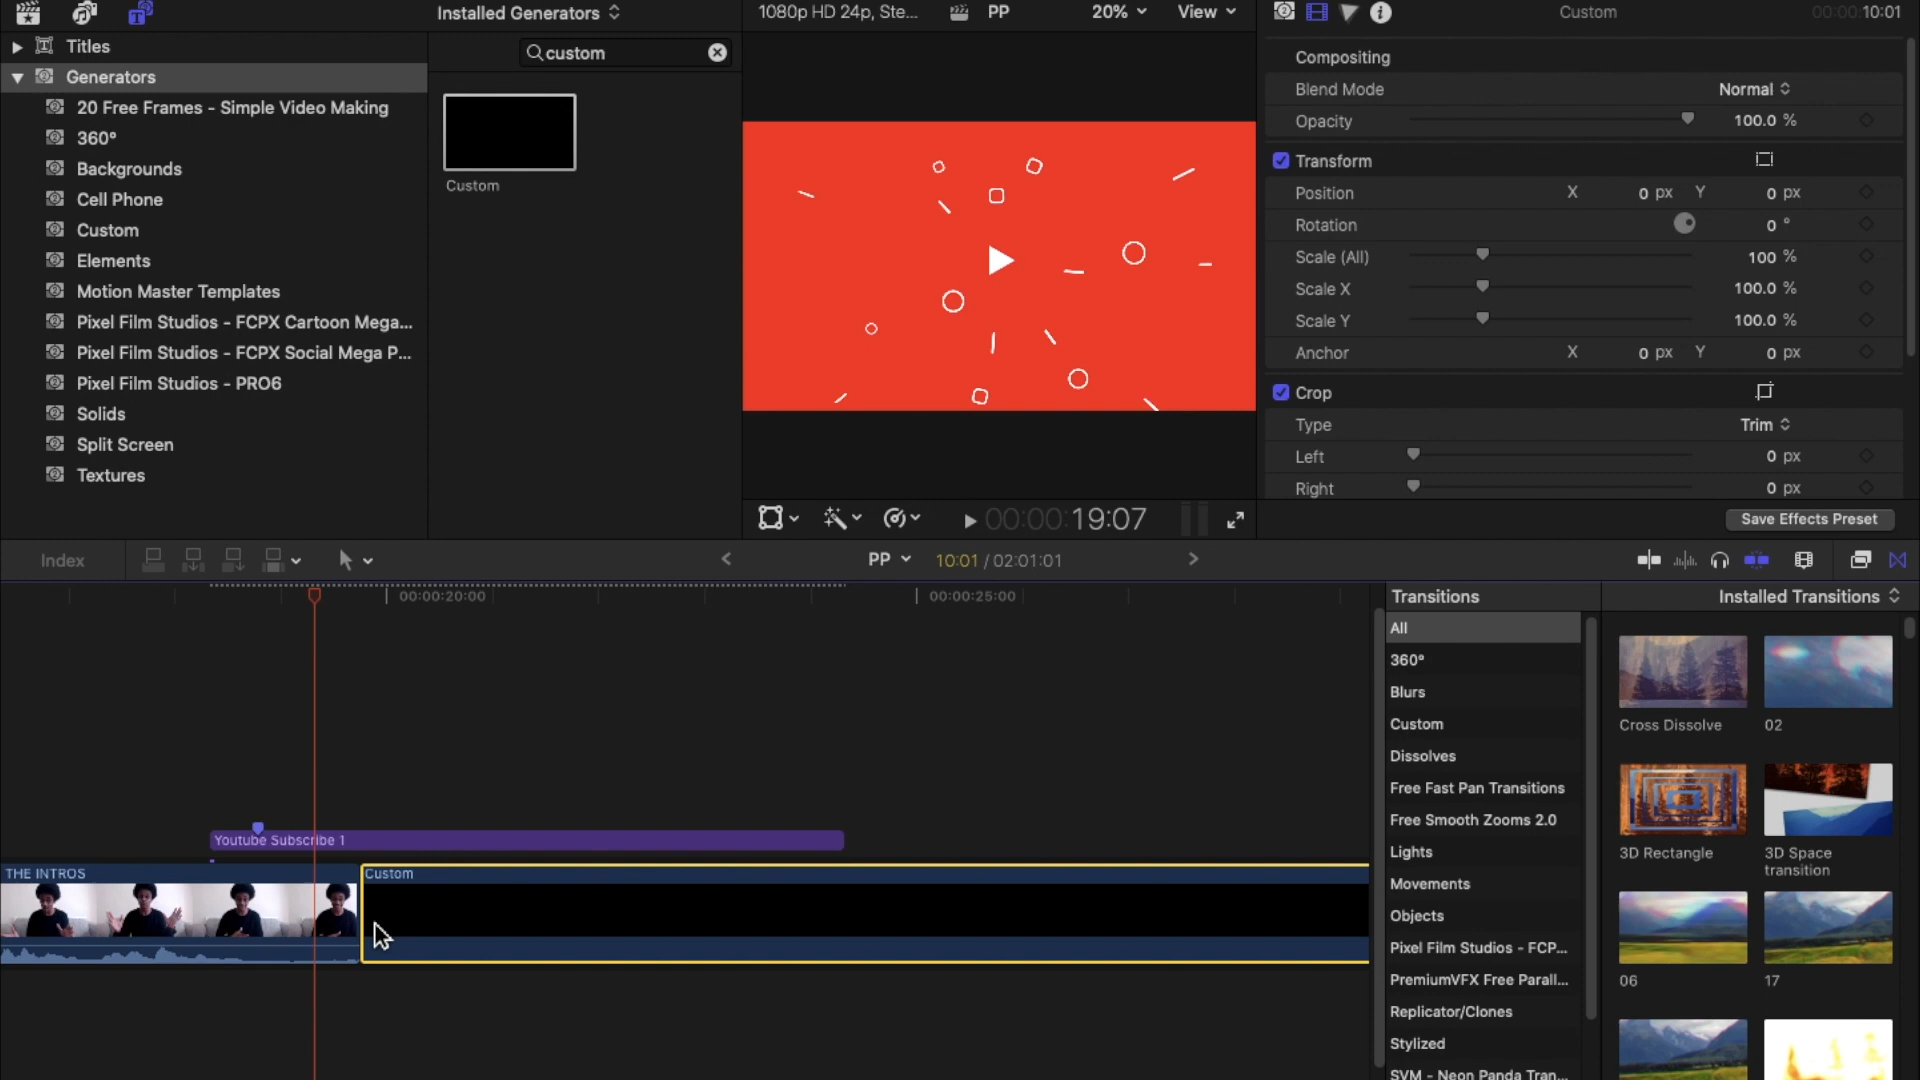 Installed Generators
1080p HD 24p, Ste...
PP
20%
View
Custom
00:00:10:01
Titles
custom
Generators
20 Free Frames - Simple Video Making
360°
Backgrounds
Cell Phone
Custom
Elements
Motion Master Templates
Pixel Film Studios - FCPX Cartoon Mega...
Pixel Film Studios - FCPX Social Mega P...
Pixel Film Studios - PRO6
Solids
Split Screen
Textures
Custom
Compositing
Blend Mode Normal
Opacity 100.0 %
Transform
Position X 0 px Y 0 px
Rotation 0 °
Scale (All) 100 %
Scale X 100.0 %
Scale Y 100.0 %
Anchor X 0 px Y 0 px
Crop
Type Trim
Left 0 px
Right 0 px
Save Effects Preset
00:00:19:07
Index
PP
10:01 / 02:01:01
00:00:20:00
00:00:25:00
Youtube Subscribe 1
THE INTROS
Custom
Transitions
Installed Transitions
All
360°
Blurs
Custom
Dissolves
Free Fast Pan Transitions
Free Smooth Zooms 2.0
Lights
Movements
Objects
Pixel Film Studios - FCP...
PremiumVFX Free Parall...
Replicator/Clones
Stylized
SVM - Neon Panda Tran...
Cross Dissolve
02
3D Rectangle
3D Space
transition
06
17